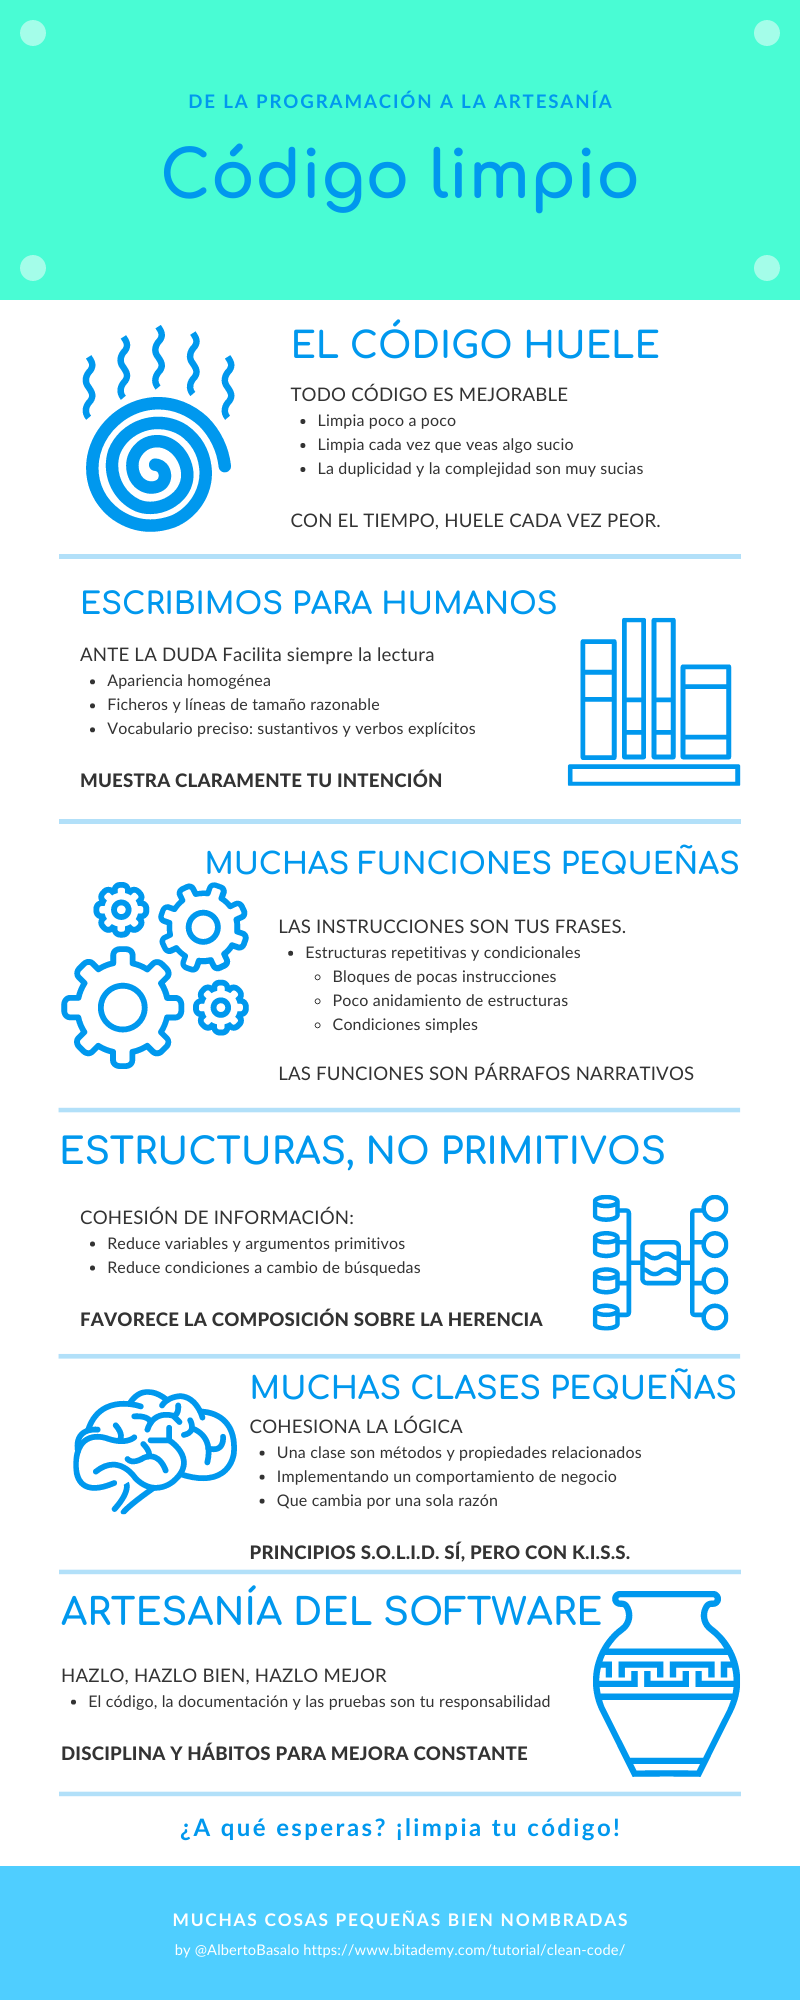 DE LA PROGRAMACIÓN A LA ARTESANÍA
Código limpio
EL CÓDIGO HUELE
TODO CÓDIGO ES MEJORABLE
• Limpia poco a poco
• Limpia cada vez que veas algo sucio
• La duplicidad y la complejidad son muy sucias
CON EL TIEMPO, HUELE CADA VEZ PEOR.
ESCRIBIMOS PARA HUMANOS
ANTE LA DUDA Facilita siempre la lectura
• Apariencia homogénea
• Ficheros y líneas de tamaño razonable
• Vocabulario preciso: sustantivos y verbos explícitos
MUESTRA CLARAMENTE TU INTENCIÓN
MUCHAS FUNCIONES PEQUEÑAS
LAS INSTRUCCIONES SON TUS FRASES.
• Estructuras repetitivas y condicionales
◦ Bloques de pocas instrucciones
◦ Poco anidamiento de estructuras
◦ Condiciones simples
LAS FUNCIONES SON PÁRRAFOS NARRATIVOS
ESTRUCTURAS, NO PRIMITIVOS
COHESIÓN DE INFORMACIÓN:
• Reduce variables y argumentos primitivos
• Reduce condiciones a cambio de búsquedas
FAVORECE LA COMPOSICIÓN SOBRE LA HERENCIA
MUCHAS CLASES PEQUEÑAS
COHESIONA LA LÓGICA
• Una clase son métodos y propiedades relacionados
• Implementando un comportamiento de negocio
• Que cambia por una sola razón
PRINCIPIOS S.O.L.I.D. SÍ, PERO CON K.I.S.S.
ARTESANÍA DEL SOFTWARE
HAZLO, HAZLO BIEN, HAZLO MEJOR
• El código, la documentación y las pruebas son tu responsabilidad
DISCIPLINA Y HÁBITOS PARA MEJORA CONSTANTE
¿A qué esperas? ¡limpia tu código!
MUCHAS COSAS PEQUEÑAS BIEN NOMBRADAS
by @AlbertoBasalo https://www.bitademy.com/tutorial/clean-code/